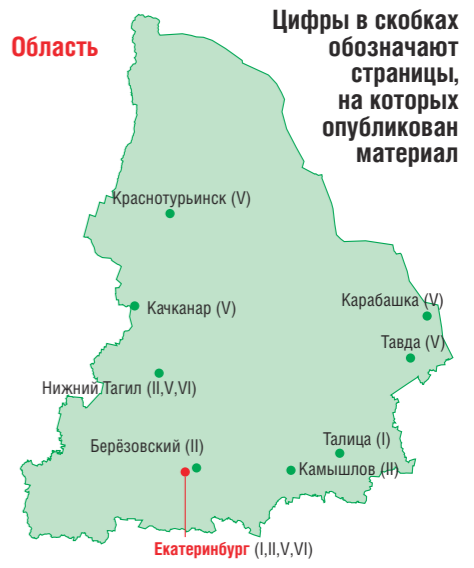 Область
Цифры в скобках
обозначают
страницы,
на которых
опубликован
материал
Краснотурьинск (V)
Качканар (V)
Карабашка (V)
Тавда (V)
Нижний Тагил (II,V,VI)
Талица (I)
Берёзовский (II)
Камышлов (II)
Екатеринбург (I,II,V,VI)